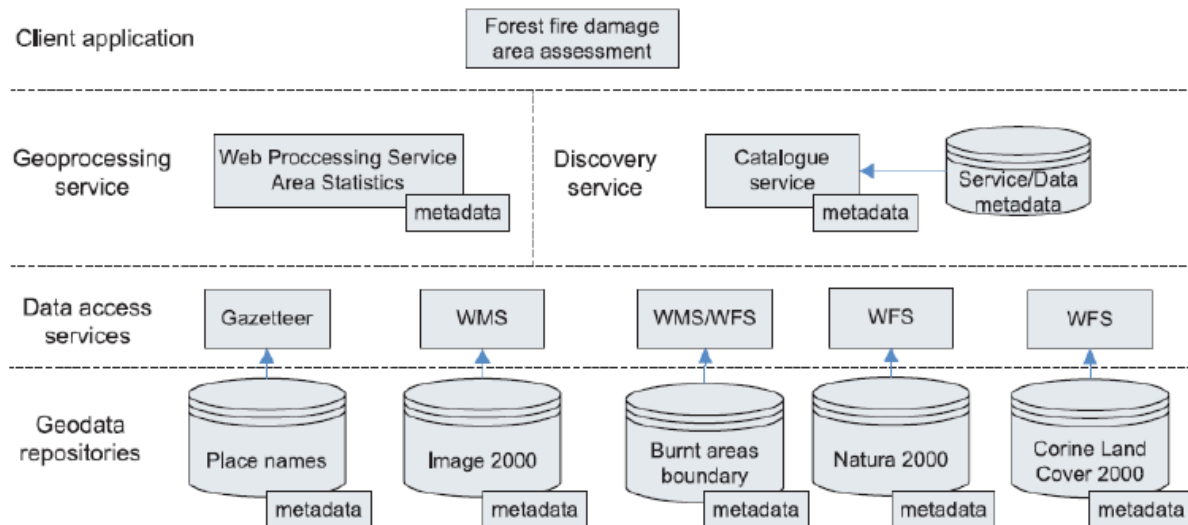 Client application
Forest fire damage
area assessment
Geoprocessing
service
Web Proccessing Service
Area Statistics
metadata
Discovery
service
Catalogue
service
metadata
Service/Data
metadata
Data access
services
Gazetteer
WMS
WMS/WFS
WFS
WFS
Geodata
repositories
Place names
metadata
Image 2000
metadata
Burnt areas
boundary
metadata
Natura 2000
metadata
Corine Land
Cover 2000
metadata